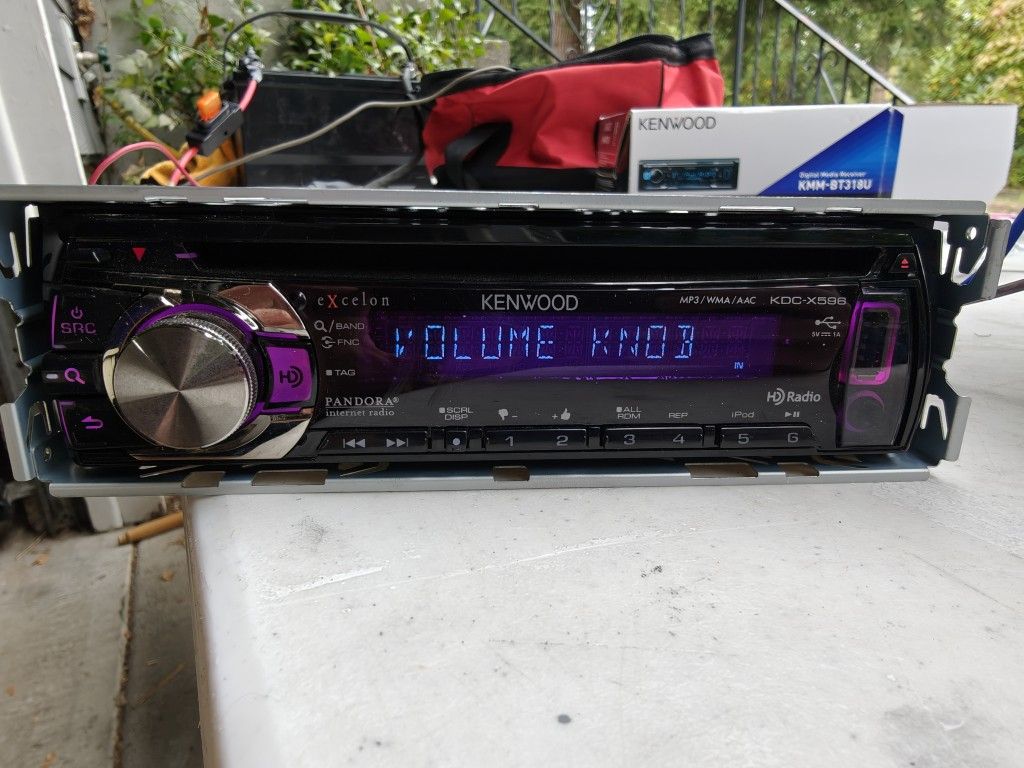 KENWOOD
Digital Media Receiver
KMM-BT318U
eXcelon
KENWOOD
MP3/WMA/AAC KDC-X596
SRC
/BAND
FNC
VOLUME KNOB
5V 1A
IN
HD
TAG
PANDORA®
internet radio
HD Radio
SCRL
DISP
-
+
ALL
RDM
REP
iPod
1 2 3 4 5 6